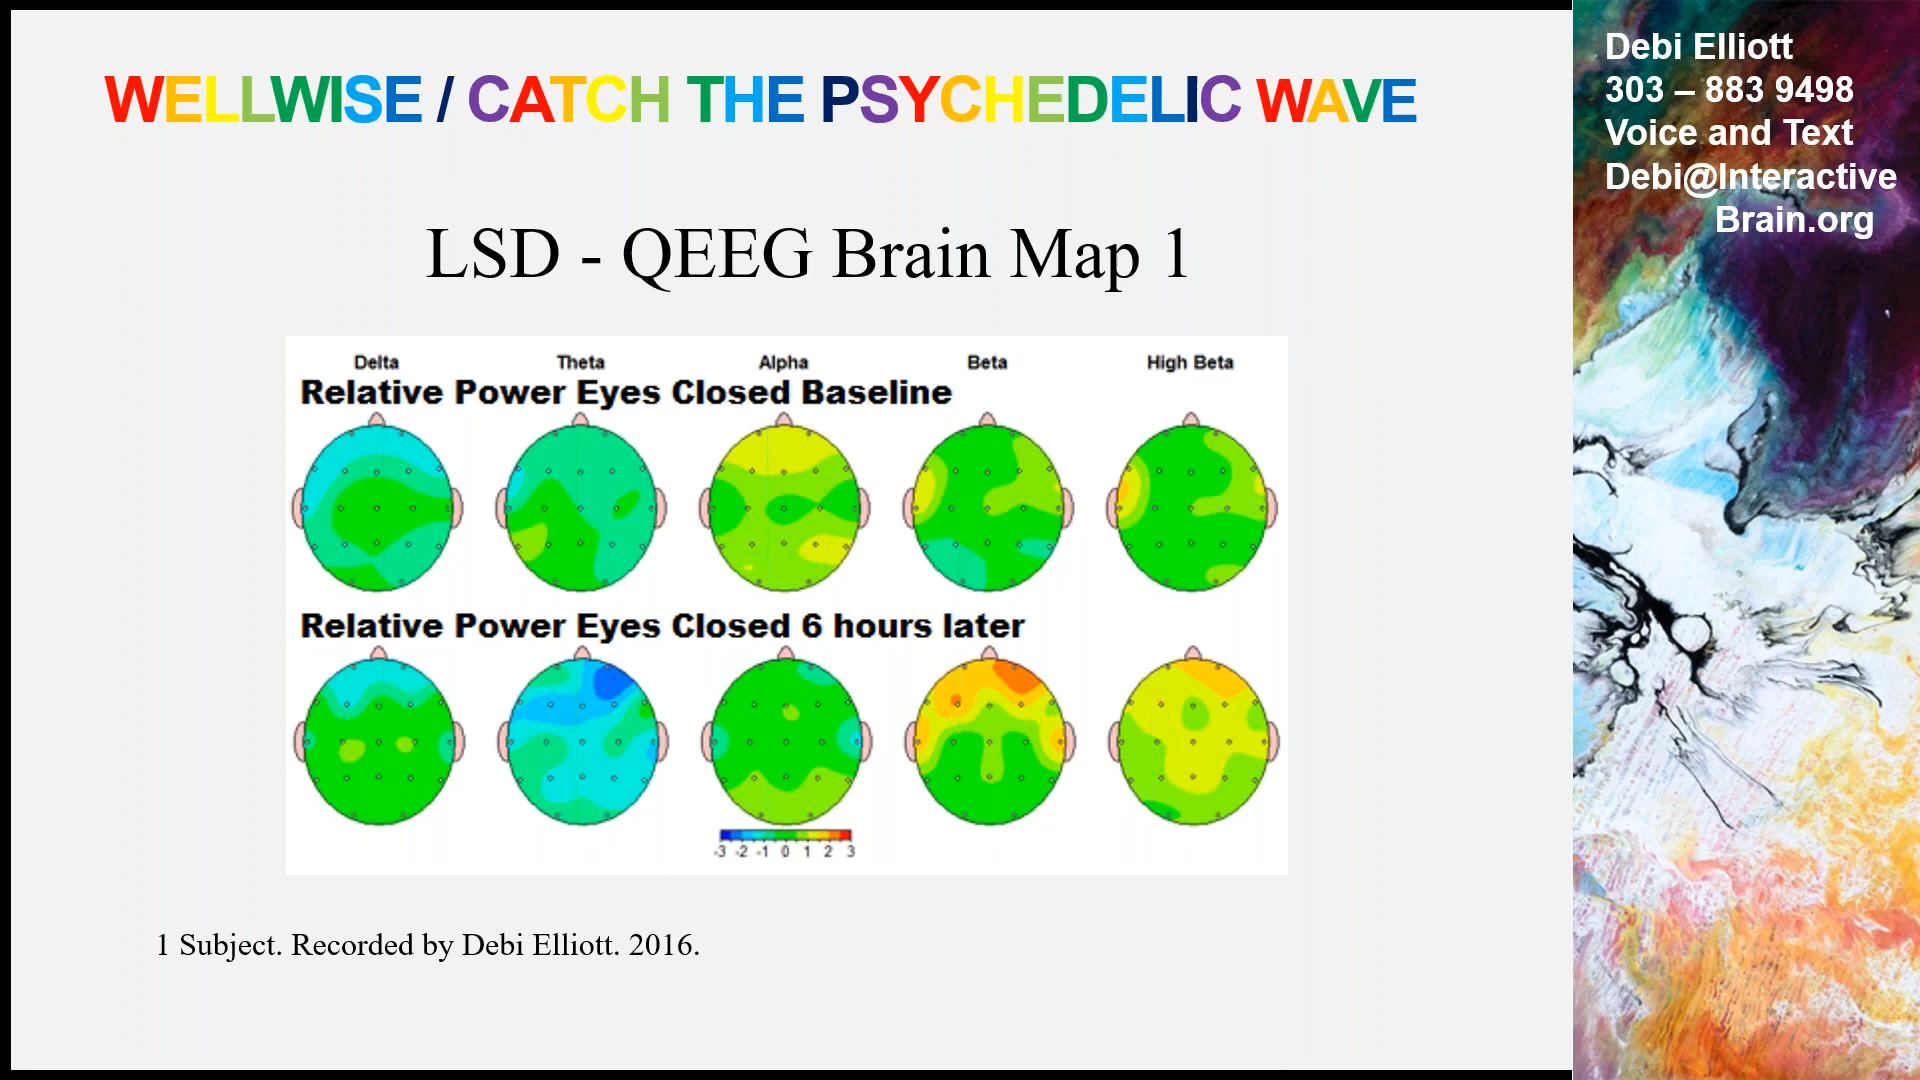 WELLWISE / CATCH THE PSYCHEDELIC WAVE
Debi Elliott
303 – 883 9498
Voice and Text
Debi@Interactive
Brain.org
LSD - QEEG Brain Map 1
Delta Theta Alpha Beta High Beta
Relative Power Eyes Closed Baseline
Relative Power Eyes Closed 6 hours later
-3 -2 -1 0 1 2 3
1 Subject. Recorded by Debi Elliott. 2016.